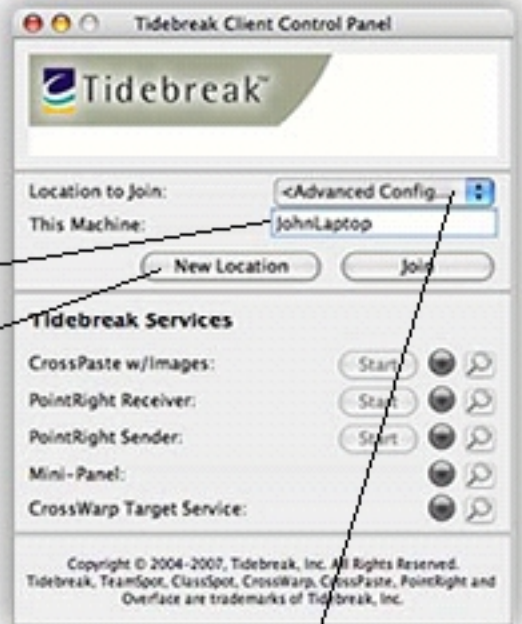 Tidebreak Client Control Panel
Tidebreak™
Location to Join: <Advanced Config...
This Machine: JohnLaptop
New Location Join
Tidebreak Services
CrossPaste w/Images: Start
PointRight Receiver: Start
PointRight Sender: Start
Mini-Panel:
CrossWarp Target Service:
Copyright © 2004-2007, Tidebreak, Inc. All Rights Reserved.
Tidebreak, TeamSpot, ClassSpot, CrossWarp, CrossPaste, PointRight and
Overface are trademarks of Tidebreak, Inc.